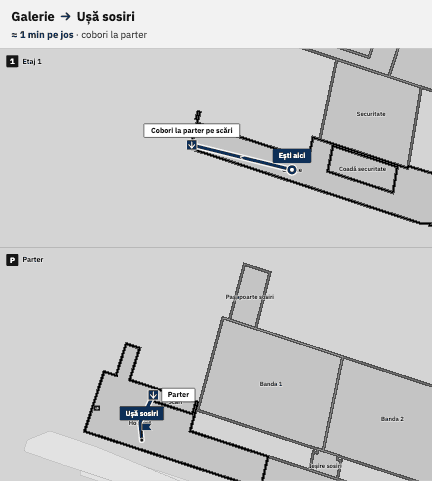 Galerie → Ușă sosiri
≈ 1 min pe jos · cobori la parter
1 Etaj 1
Securitate
Cobori la parter pe scări
Ești aici
Coadă securitate
P Parter
Pașapoarte sosiri
Banda 1
Parter
Ușă sosiri
Banda 2
Ieșire sosiri